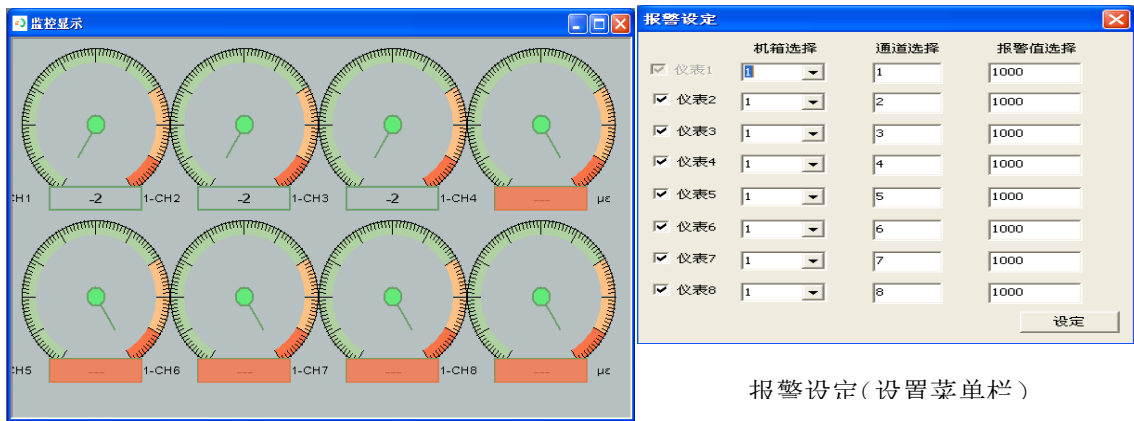 监控显示
:H1 -2 1-CH2 -2 1-CH3 -2 1-CH4 --- με
:H5 --- 1-CH6 --- 1-CH7 --- 1-CH8 --- με
报警设定
机箱选择 通道选择 报警值选择
仪表1 1 1 1000
仪表2 1 2 1000
仪表3 1 3 1000
仪表4 1 4 1000
仪表5 1 5 1000
仪表6 1 6 1000
仪表7 1 7 1000
仪表8 1 8 1000
设定
报警设定(设置菜单栏)